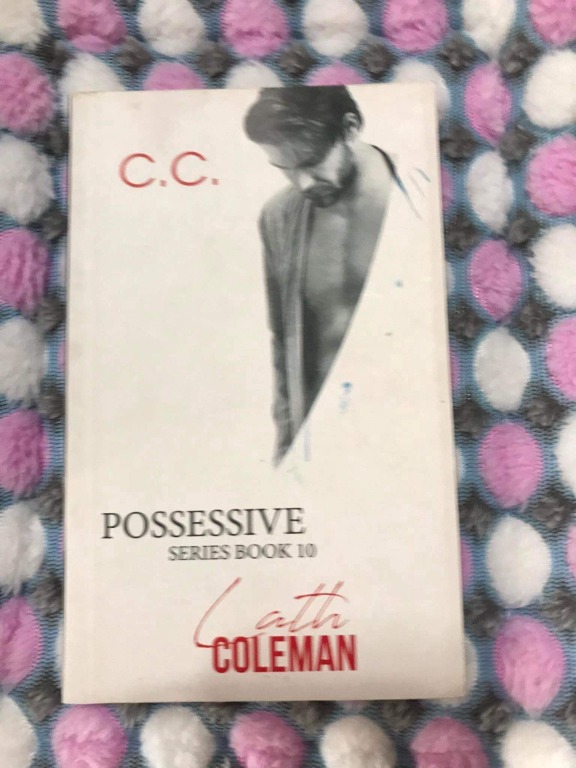 C.C.
POSSESSIVE
SERIES BOOK 10
Lath
COLEMAN